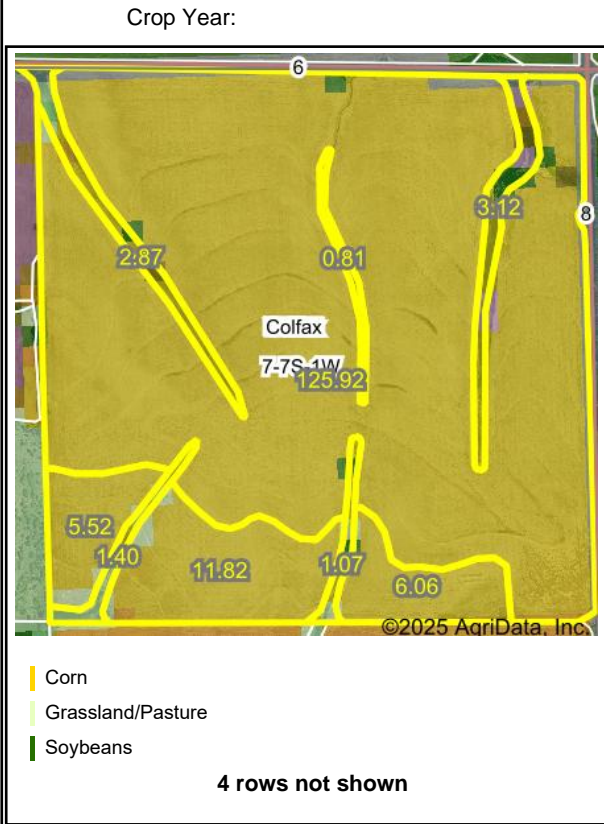 Crop Year:
6
3.12
8
2.87
0.81
Colfax
7-7S-1W
125.92
5.52
1.40
11.82
1.07
6.06
©2025 AgriData, Inc.
Corn
Grassland/Pasture
Soybeans
4 rows not shown